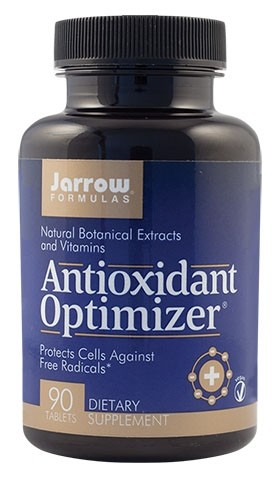 Jarrow
FORMULAS
Natural Botanical Extracts
and Vitamins
Antioxidant
Optimizer®
Protects Cells Against
Free Radicals*
90
TABLETS
DIETARY
SUPPLEMENT